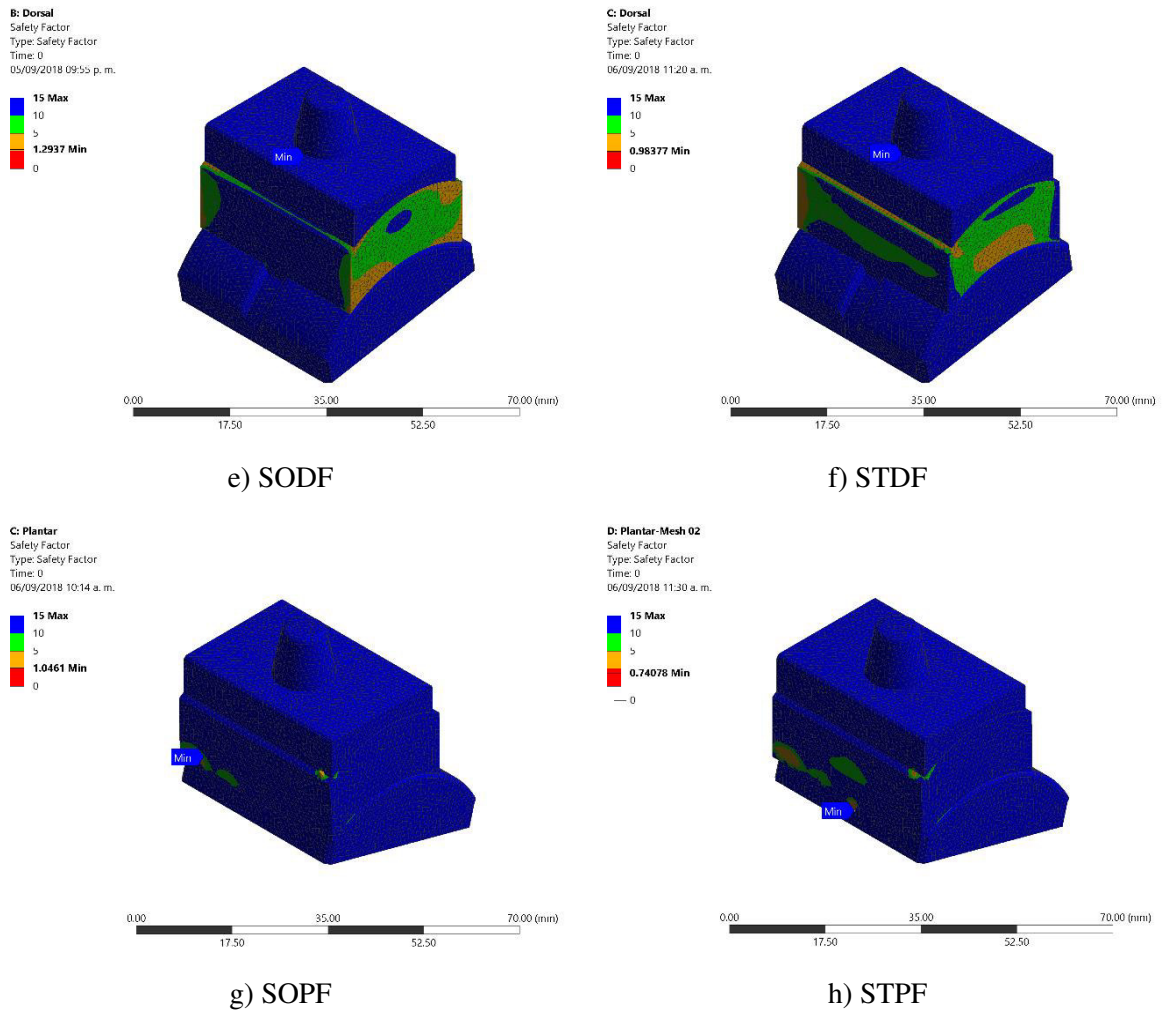 B: Dorsal
Safety Factor
Type: Safety Factor
Time: 0
05/09/2018 09:55 p. m.
15 Max
10
5
1.2937 Min
0
Min
0.00 35.00 70.00 (mm)
17.50 52.50
e) SODF
C: Dorsal
Safety Factor
Type: Safety Factor
Time: 0
06/09/2018 11:20 a. m.
15 Max
10
5
0.98377 Min
0
Min
0.00 35.00 70.00 (mm)
17.50 52.50
f) STDF
C: Plantar
Safety Factor
Type: Safety Factor
Time: 0
06/09/2018 10:14 a. m.
15 Max
10
5
1.0461 Min
0
Min
0.00 35.00 70.00 (mm)
17.50 52.50
g) SOPF
D: Plantar-Mesh 02
Safety Factor
Type: Safety Factor
Time: 0
06/09/2018 11:30 a. m.
15 Max
10
5
0.74078 Min
0
Min
0.00 35.00 70.00 (mm)
17.50 52.50
h) STPF